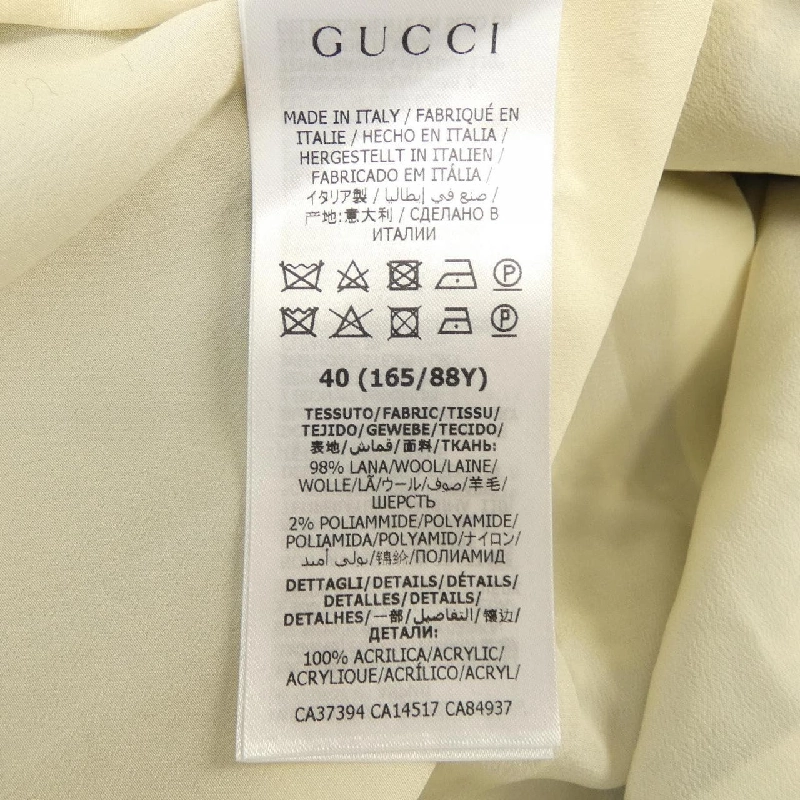 GUCCI
MADE IN ITALY / FABRIQUÉ EN
ITALIE / HECHO EN ITALIA /
HERGESTELLT IN ITALIEN /
FABRICADO EM ITÁLIA /
イタリア製 / صنع في إيطاليا /
产地:意大利 / СДЕЛАНО В
ИТАЛИИ
P
P
40 (165/88Y)
TESSUTO/FABRIC/TISSU/
TEJIDO/GEWEBE/TECIDO/
表地/قماش/面料/ТКАНЬ:
98% LANA/WOOL/LAINE/
WOLLE/LÃ/ウール/صوف/羊毛/
ШЕРСТЬ
2% POLIAMMIDE/POLYAMIDE/
POLIAMIDA/POLYAMID/ナイロン/
بولي أميد/锦纶/ПОЛИАМИД
DETTAGLI/DETAILS/DÉTAILS/
DETALLES/DETAILS/
DETALHES/一部/التفاصيل/镶边/
ДЕТАЛИ:
100% ACRILICA/ACRYLIC/
ACRYLIQUE/ACRÍLICO/ACRYL/
CA37394 CA14517 CA84937